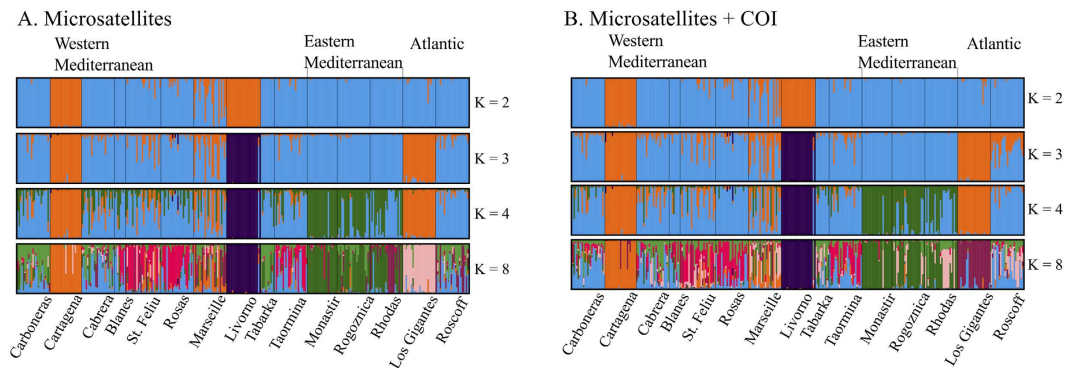 A. Microsatellites
Western
Mediterranean
Eastern
Mediterranean
Atlantic
K = 2
K = 3
K = 4
K = 8
Carboneras
Cartagena
Cabrera
Blanes
St. Feliu
Rosas
Marseille
Livorno
Tabarka
Taormina
Monastir
Rogoznica
Rhodas
Los Gigantes
Roscoff
B. Microsatellites + COI
Western
Mediterranean
Eastern
Mediterranean
Atlantic
K = 2
K = 3
K = 4
K = 8
Carboneras
Cartagena
Cabrera
Blanes
St. Feliu
Rosas
Marseille
Livorno
Tabarka
Taormina
Monastir
Rogoznica
Rhodas
Los Gigantes
Roscoff